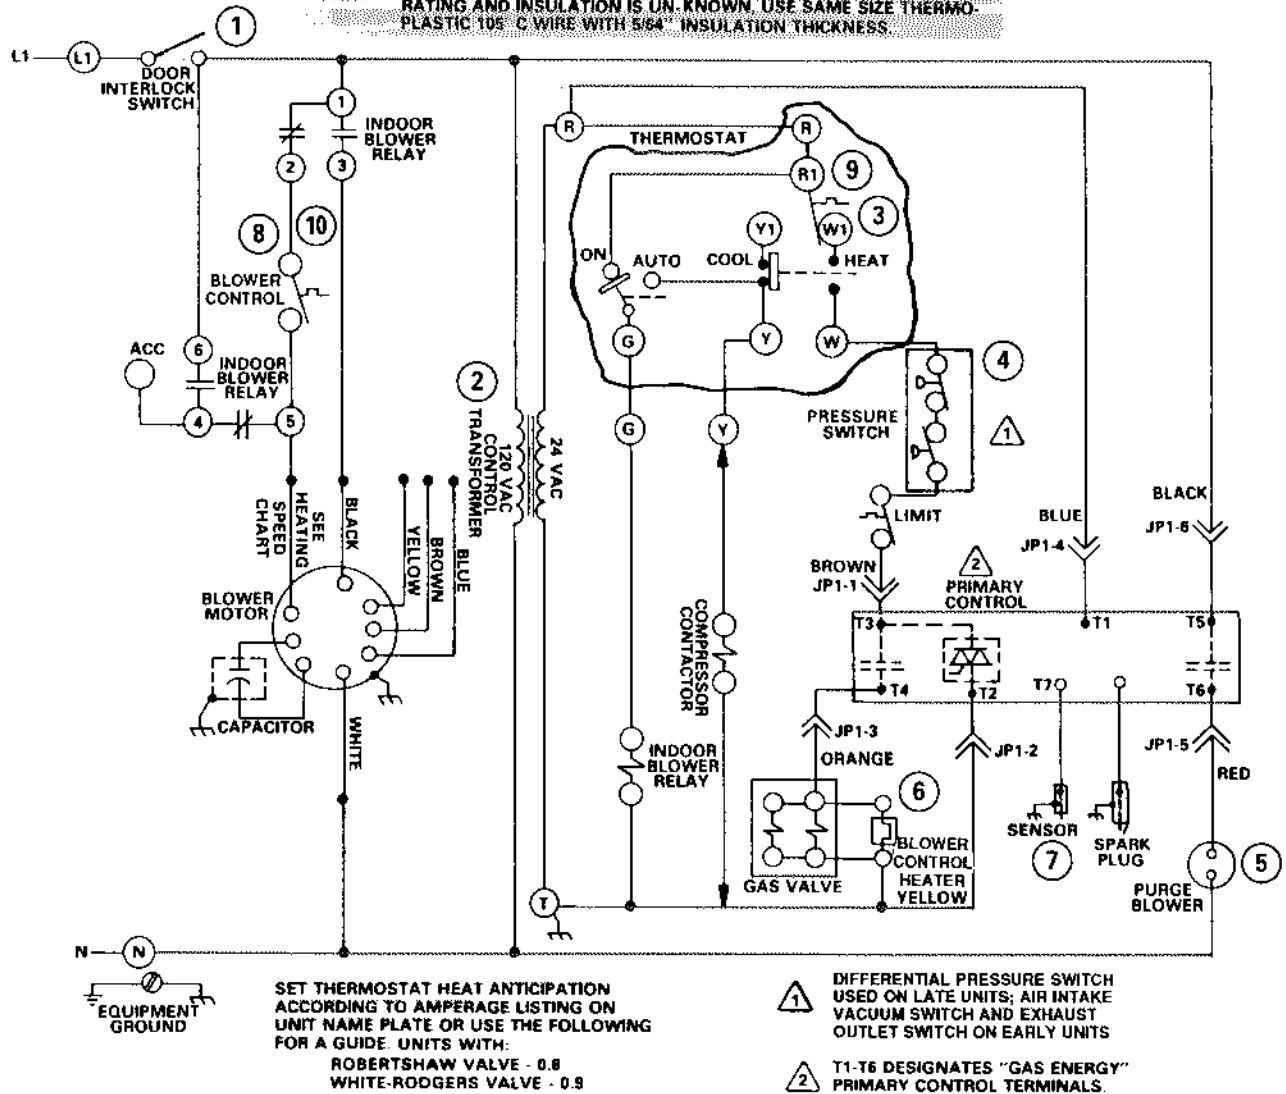 RATING AND INSULATION IS UN-KNOWN, USE SAME SIZE THERMO-
PLASTIC 105° C WIRE WITH 5/64" INSULATION THICKNESS.
1
L1
L1
DOOR
INTERLOCK
SWITCH
1
INDOOR
BLOWER
RELAY
2
3
R
THERMOSTAT
R
R1
9
3
8
10
Y1
W1
ON
AUTO
COOL
HEAT
BLOWER
CONTROL
G
Y
W
ACC
6
INDOOR
BLOWER
RELAY
4
5
2
120 VAC
CONTROL
TRANSFORMER
24 VAC
G
Y
4
PRESSURE
SWITCH
1
LIMIT
BLACK
JP1-6
BLUE
JP1-4
SEE
HEATING
SPEED
CHART
BLACK
YELLOW
BROWN
BLUE
BROWN
JP1-1
2
PRIMARY
CONTROL
BLOWER
MOTOR
COMPRESSOR
CONTACTOR
T3
T1
T5
T4
T2
T7
T6
CAPACITOR
WHITE
INDOOR
BLOWER
RELAY
JP1-3
ORANGE
JP1-2
JP1-5
RED
6
GAS VALVE
BLOWER
CONTROL
HEATER
YELLOW
SENSOR
7
SPARK
PLUG
5
PURGE
BLOWER
T
N
N
EQUIPMENT
GROUND
SET THERMOSTAT HEAT ANTICIPATION
ACCORDING TO AMPERAGE LISTING ON
UNIT NAME PLATE OR USE THE FOLLOWING
FOR A GUIDE. UNITS WITH:
ROBERTSHAW VALVE -
WHITE-RODGERS VALVE - 0.9
1
DIFFERENTIAL PRESSURE SWITCH
USED ON LATE UNITS; AIR INTAKE
VACUUM SWITCH AND EXHAUST
OUTLET SWITCH ON EARLY UNITS
2
T1-T6 DESIGNATES "GAS ENERGY"
PRIMARY CONTROL TERMINALS.